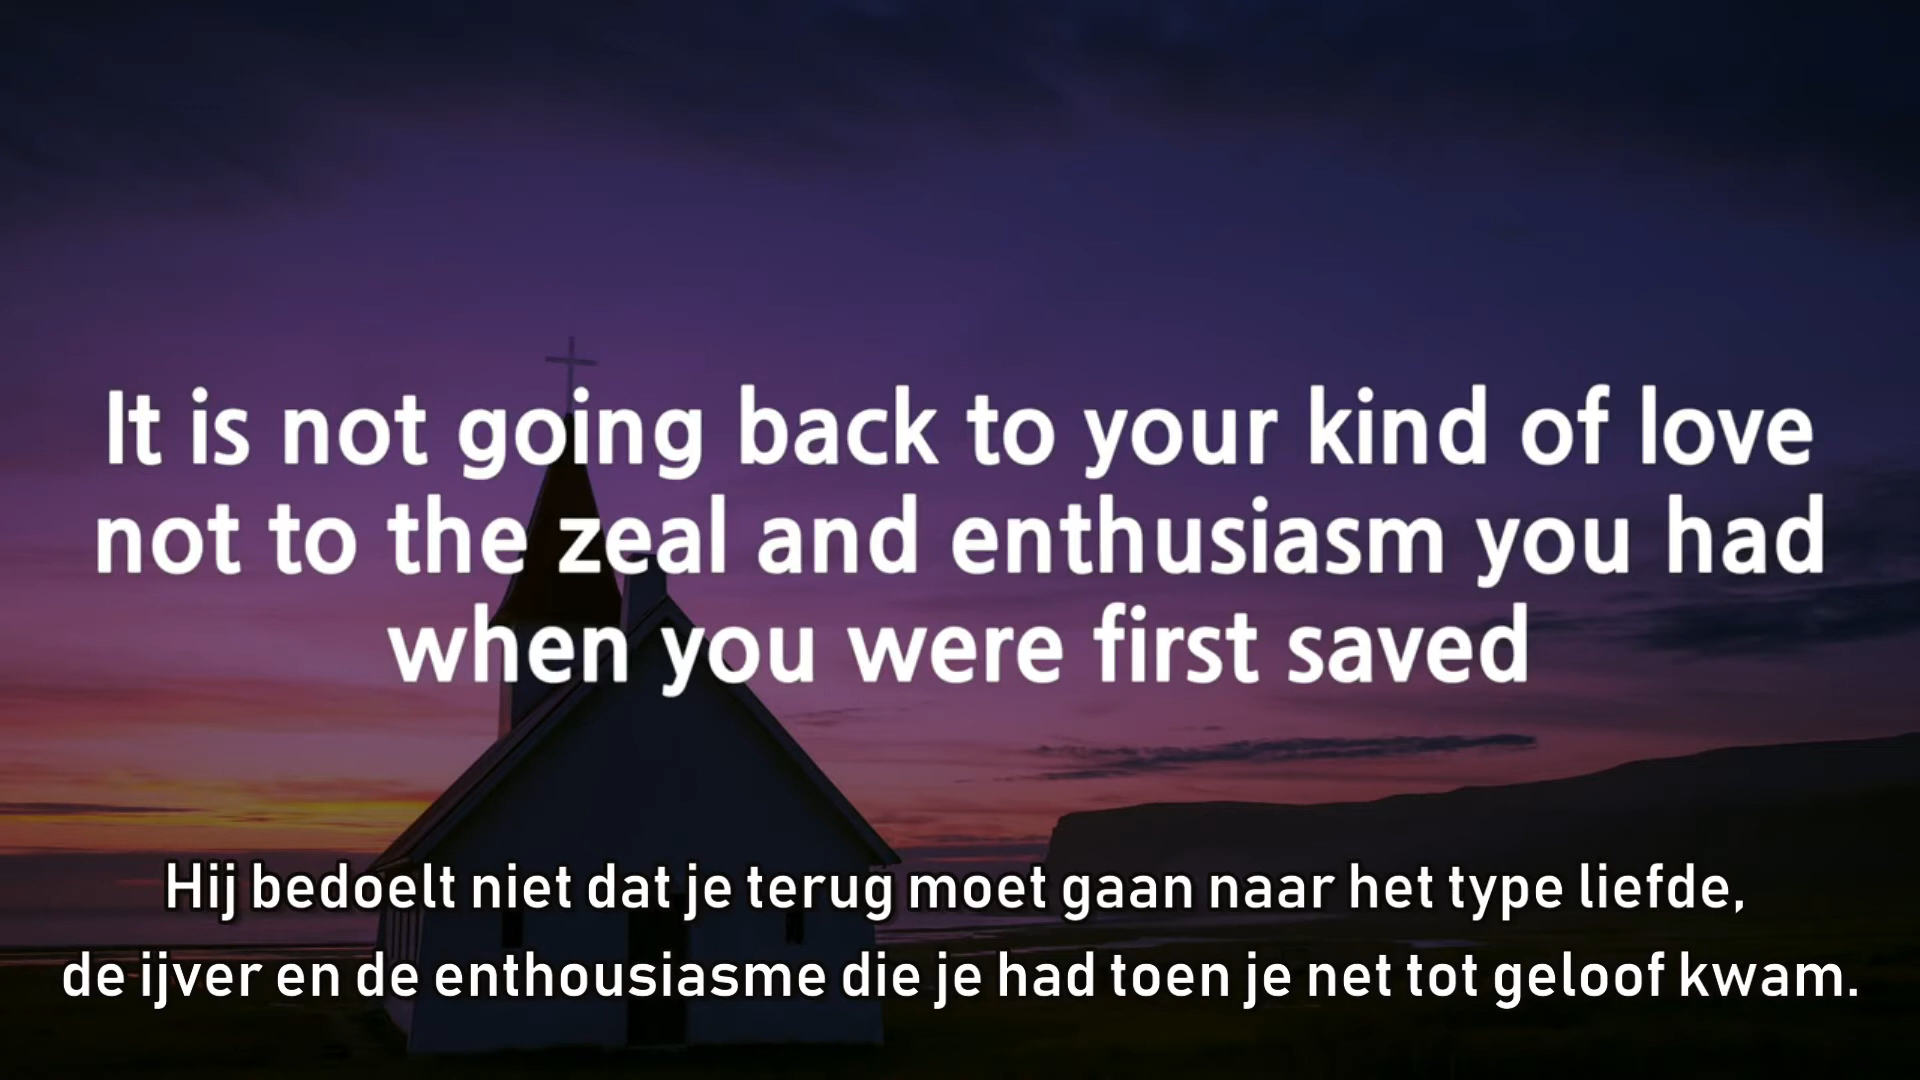 It is not going back to your kind of love
not to the zeal and enthusiasm you had
when you were first saved
Hij bedoelt niet dat je terug moet gaan naar het type liefde,
de ijver en de enthousiasme die je had toen je net tot geloof kwam.